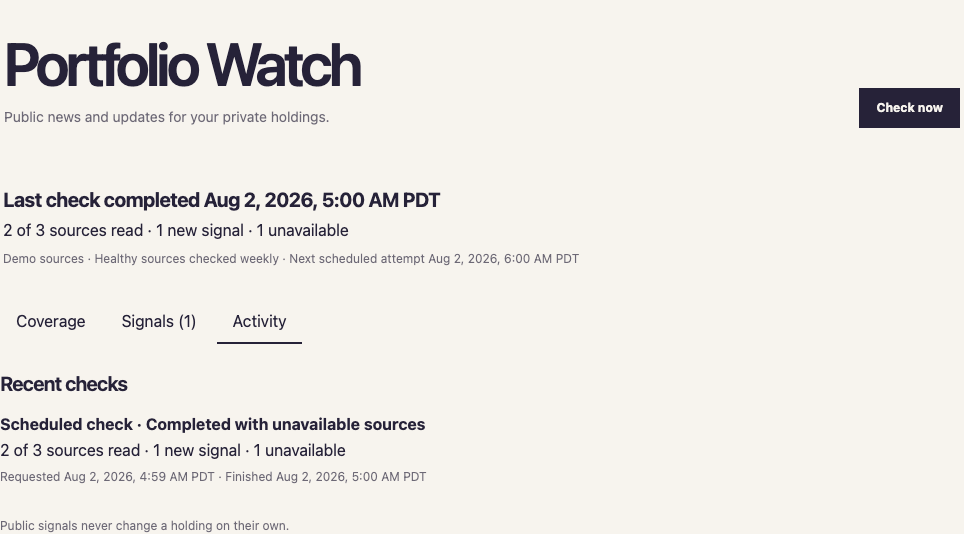 Portfolio Watch
Public news and updates for your private holdings.
Check now
Last check completed Aug 2, 2026, 5:00 AM PDT
2 of 3 sources read · 1 new signal · 1 unavailable
Demo sources · Healthy sources checked weekly · Next scheduled attempt Aug 2, 2026, 6:00 AM PDT
Coverage Signals (1) Activity
Recent checks
Scheduled check · Completed with unavailable sources
2 of 3 sources read · 1 new signal · 1 unavailable
Requested Aug 2, 2026, 4:59 AM PDT · Finished Aug 2, 2026, 5:00 AM PDT
Public signals never change a holding on their own.